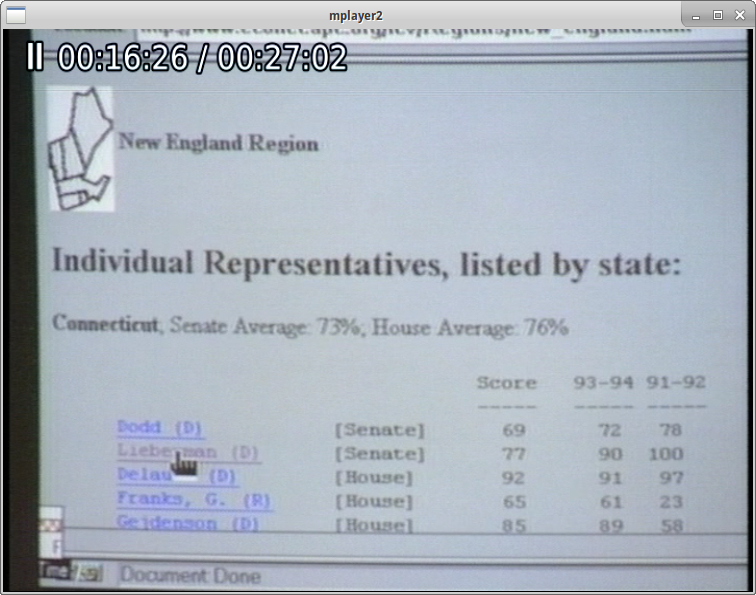 mplayer2
00:16:26 / 00:27:02
New England Region
Individual Representatives, listed by state:
Connecticut, Senate Average: 73%; House Average: 76%
Score 93-94 91-92
----- ----- -----
Dodd (D) [Senate] 69 72 78
Lieberman (D) [Senate] 77 90 100
Delau (D) [House] 92 91 97
Franks, G. (R) [House] 65 61 23
Gejdenson (D) [House] 85 89 58
F
Document: Done